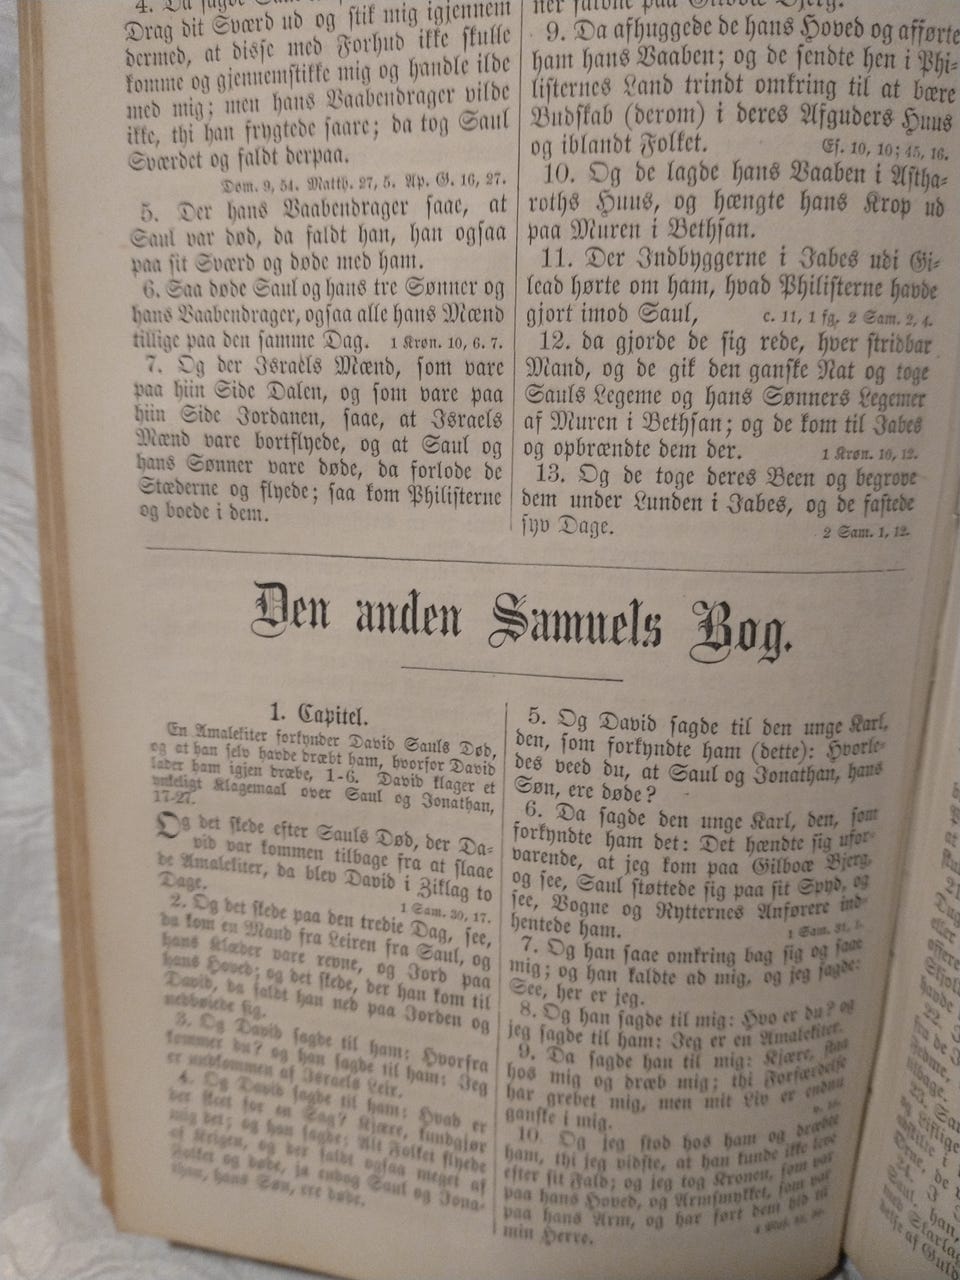 4. Da sagde Saul
Drag dit Sværd ud og stik mig igjennem
dermed, at disse med Forhud ikke skulle
komme og gjennemstikke mig og handle ilde
med mig; men hans Vaabendrager vilde
ikke, thi han frygtede saare; da tog Saul
Sværdet og faldt derpaa.
Dom. 9, 54. Matth. 27, 5. Ap. G. 16, 27.
5. Der hans Vaabendrager saae, at
Saul var død, da faldt han, han ogsaa
paa sit Sværd og døde med ham.
6. Saa døde Saul og hans tre Sønner og
hans Vaabendrager, ogsaa alle hans Mænd
tillige paa den samme Dag. 1 Krøn. 10, 6. 7.
7. Og der Israels Mænd, som vare
paa hiin Side Dalen, og som vare paa
hiin Side Jordanen, saae, at Israels
Mænd vare bortflyede, og at Saul og
hans Sønner vare døde, da forlode de
Stæderne og flyede; saa kom Philisterne
og boede i dem.
9. Da afhuggede de hans Hoved og afførte
ham hans Vaaben; og de sendte hen i Phi-
listernes Land trindt omkring til at bære
Budskab (derom) i deres Afguders Huus
og iblandt Folket. Es. 10, 10; 45, 16.
10. Og de lagde hans Vaaben i Astha-
roths Huus, og hængte hans Krop ud
paa Muren i Bethsan.
11. Der Indbyggerne i Jabes udi Gi-
lead hørte om ham, hvad Philisterne havde
gjort imod Saul, c. 11, 1 fg. 2 Sam. 2, 4.
12. da gjorde de sig rede, hver stridbar
Mand, og de gik den ganske Nat og toge
Sauls Legeme og hans Sønners Legemer
af Muren i Bethsan; og de kom til Jabes
og opbrændte dem der. 1 Krøn. 10, 12.
13. Og de toge deres Been og begrove
dem under Lunden i Jabes, og de fastede
syv Dage. 2 Sam. 1, 12.
Den anden Samuels Bog.
1. Capitel.
En Amalekiter forkynder David Sauls Død,
og at han selv havde dræbt ham, hvorfor David
lader ham igjen dræbe, 1-6. David klager et
ynkeligt Klagemaal over Saul og Jonathan,
17-27.
Og det skede efter Sauls Død, der Da-
vid var kommen tilbage fra at slaae
de Amalekiter, da blev David i Ziklag to
Dage. 1 Sam. 30, 17.
2. Og det skede paa den tredie Dag, see,
da kom en Mand fra Leiren fra Saul, og
hans Klæder vare revne, og Jord paa
hans Hoved; og det skede, der han kom til
David, da faldt han ned paa Jorden og
nedbøiede sig.
3. Og David sagde til ham: Hvorfra
kommer du? og han sagde til ham: Jeg
er undkommen af Israels Leir.
4. Og David sagde til ham: Hvad er
det skeet for en Sag? Kjære, kundgjør
mig det; og han sagde: Alt Folket flyede
af Krigen, og der faldt ogsaa meget af
Folket og døde, ja endog Saul og Jona-
than, hans Søn, ere døde.
5. Og David sagde til den unge Karl,
den, som forkyndte ham (dette): Hvorle-
des veed du, at Saul og Jonathan, hans
Søn, ere døde?
6. Da sagde den unge Karl, den, som
forkyndte ham det: Det hændte sig ufor-
varende, at jeg kom paa Gilboæ Bjerg,
og see, Saul støttede sig paa sit Spyd, og
see, Vogne og Rytternes Anførere ind-
hentede ham. 1 Sam. 31, 1.
7. Og han saae omkring bag sig og saae
mig; og han kaldte ad mig, og jeg sagde:
See, her er jeg.
8. Og han sagde til mig: Hvo er du? og
jeg sagde til ham: Jeg er en Amalekiter.
9. Da sagde han til mig: Kjære, staa
hos mig og dræb mig; thi Forfærdelse
har grebet mig, men mit Liv er endnu
ganske i mig.
10. Og jeg stod hos ham og dræbte
ham, thi jeg vidste, at han kunde ikke leve
efter sit Fald; og jeg tog Kronen, som var
paa hans Hoved, og Armsmykket, som var
paa hans Arm, og har ført dem hid til
min Herre.